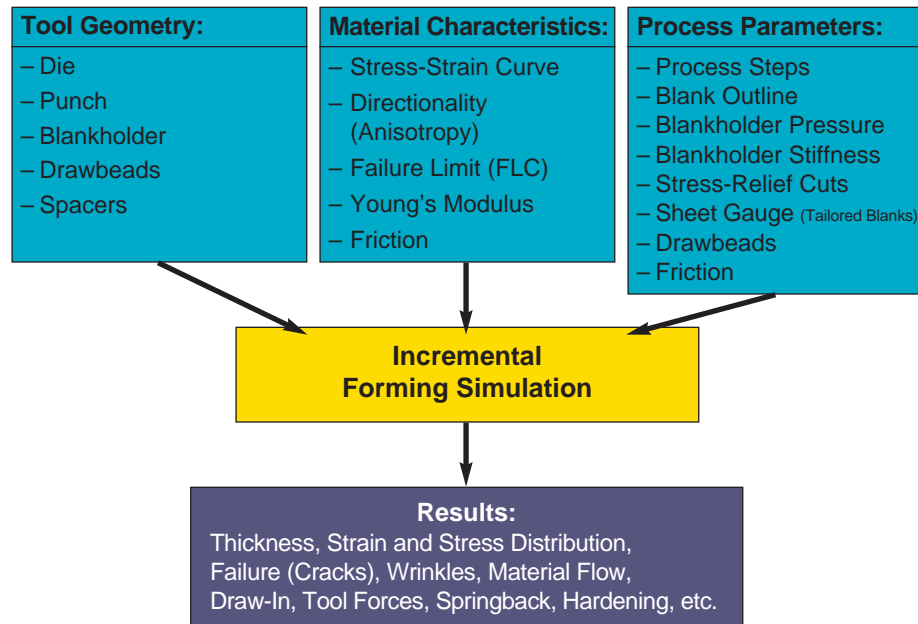 Tool Geometry:
– Die
– Punch
– Blankholder
– Drawbeads
– Spacers
Material Characteristics:
– Stress-Strain Curve
– Directionality
(Anisotropy)
– Failure Limit (FLC)
– Young's Modulus
– Friction
Process Parameters:
– Process Steps
– Blank Outline
– Blankholder Pressure
– Blankholder Stiffness
– Stress-Relief Cuts
– Sheet Gauge (Tailored Blanks)
– Drawbeads
– Friction
Incremental
Forming Simulation
Results:
Thickness, Strain and Stress Distribution,
Failure (Cracks), Wrinkles, Material Flow,
Draw-In, Tool Forces, Springback, Hardening, etc.